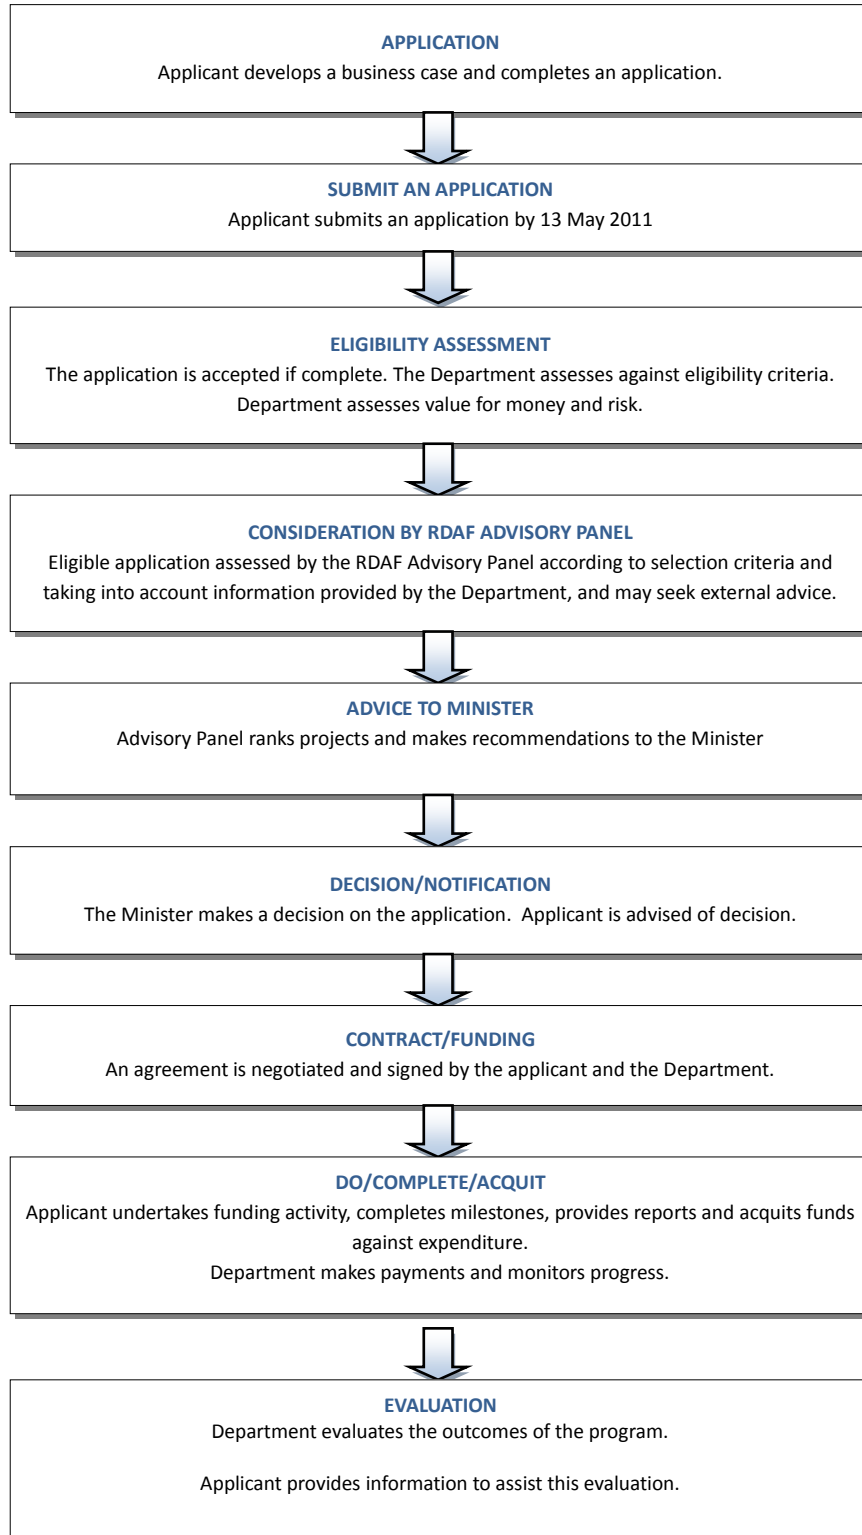 APPLICATION
Applicant develops a business case and completes an application.
SUBMIT AN APPLICATION
Applicant submits an application by 13 May 2011
ELIGIBILITY ASSESSMENT
The application is accepted if complete. The Department assesses against eligibility criteria.
Department assesses value for money and risk.
CONSIDERATION BY RDAF ADVISORY PANEL
Eligible application assessed by the RDAF Advisory Panel according to selection criteria and
taking into account information provided by the Department, and may seek external advice.
ADVICE TO MINISTER
Advisory Panel ranks projects and makes recommendations to the Minister
DECISION/NOTIFICATION
The Minister makes a decision on the application.  Applicant is advised of decision.
CONTRACT/FUNDING
An agreement is negotiated and signed by the applicant and the Department.
DO/COMPLETE/ACQUIT
Applicant undertakes funding activity, completes milestones, provides reports and acquits funds
against expenditure.
Department makes payments and monitors progress.
EVALUATION
Department evaluates the outcomes of the program.
Applicant provides information to assist this evaluation.